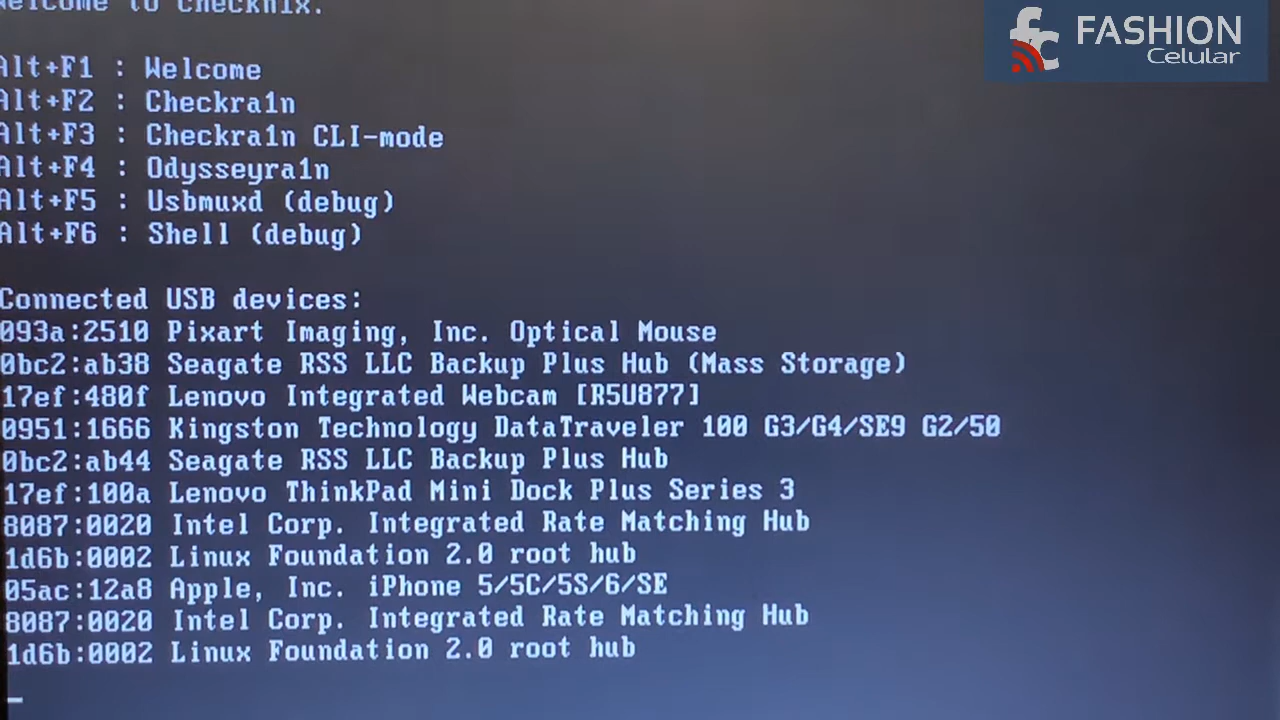 Welcome to Checkn1x.
FASHION
Celular
Alt+F1 : Welcome
Alt+F2 : Checkra1n
Alt+F3 : Checkra1n CLI-mode
Alt+F4 : Odysseyra1n
Alt+F5 : Usbmuxd (debug)
Alt+F6 : Shell (debug)
Connected USB devices:
093a:2510 Pixart Imaging, Inc. Optical Mouse
0bc2:ab38 Seagate RSS LLC Backup Plus Hub (Mass Storage)
17ef:480f Lenovo Integrated Webcam [R5U877]
0951:1666 Kingston Technology DataTraveler 100 G3/G4/SE9 G2/50
0bc2:ab44 Seagate RSS LLC Backup Plus Hub
17ef:100a Lenovo ThinkPad Mini Dock Plus Series 3
8087:0020 Intel Corp. Integrated Rate Matching Hub
1d6b:0002 Linux Foundation 2.0 root hub
05ac:12a8 Apple, Inc. iPhone 5/5C/5S/6/SE
8087:0020 Intel Corp. Integrated Rate Matching Hub
1d6b:0002 Linux Foundation 2.0 root hub